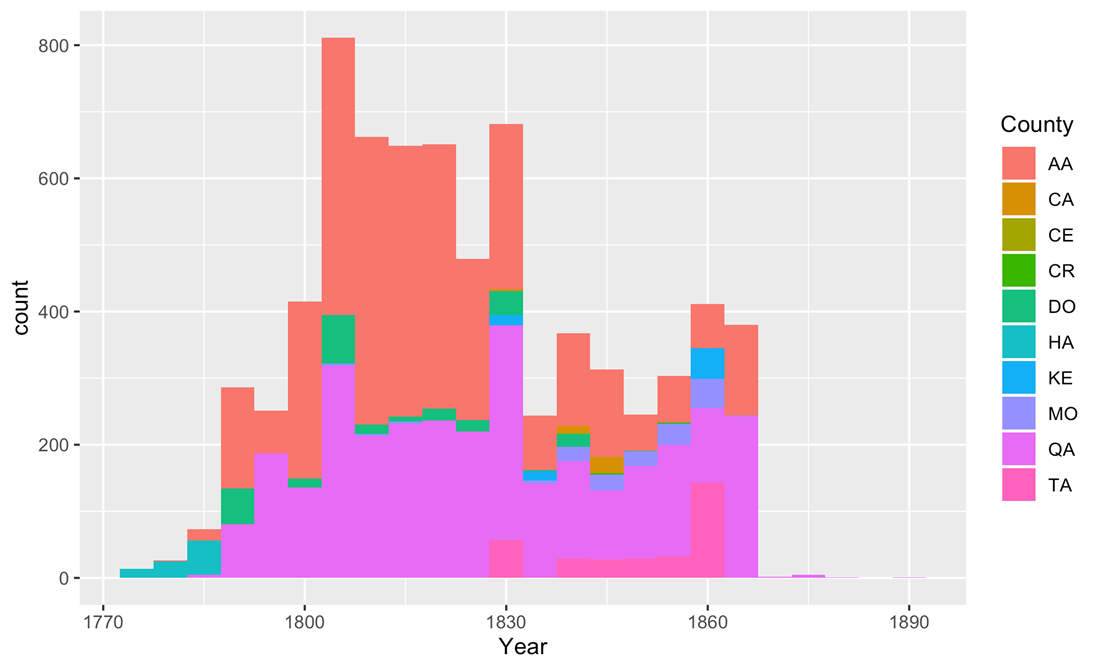 800
600
400
200
0
count
1770
1800
1830
1860
1890
Year
County
AA
CA
CE
CR
DO
HA
KE
MO
QA
TA